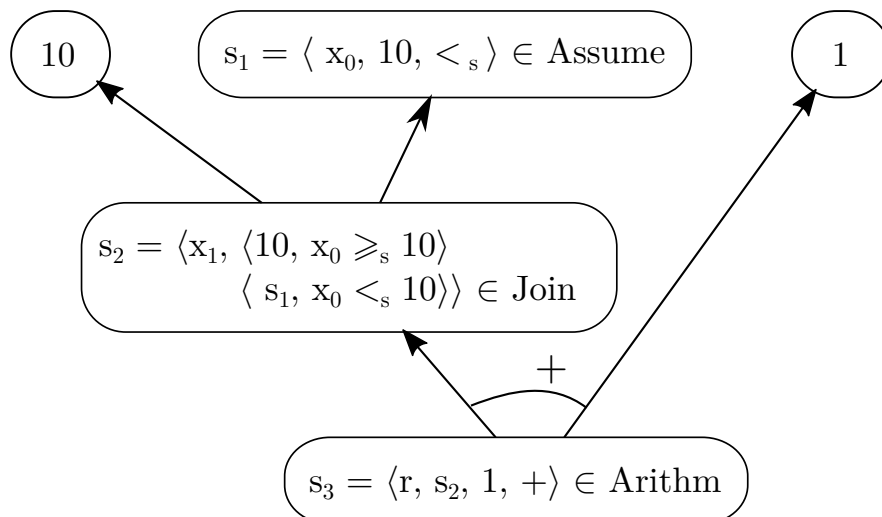 10
s₁ = ⟨ x₀, 10, < ₛ ⟩ ∈ Assume
1
s₂ = ⟨x₁, ⟨10, x₀ ⩾ₛ 10⟩
⟨ s₁, x₀ <ₛ 10⟩⟩ ∈ Join
+
s₃ = ⟨r, s₂, 1, +⟩ ∈ Arithm